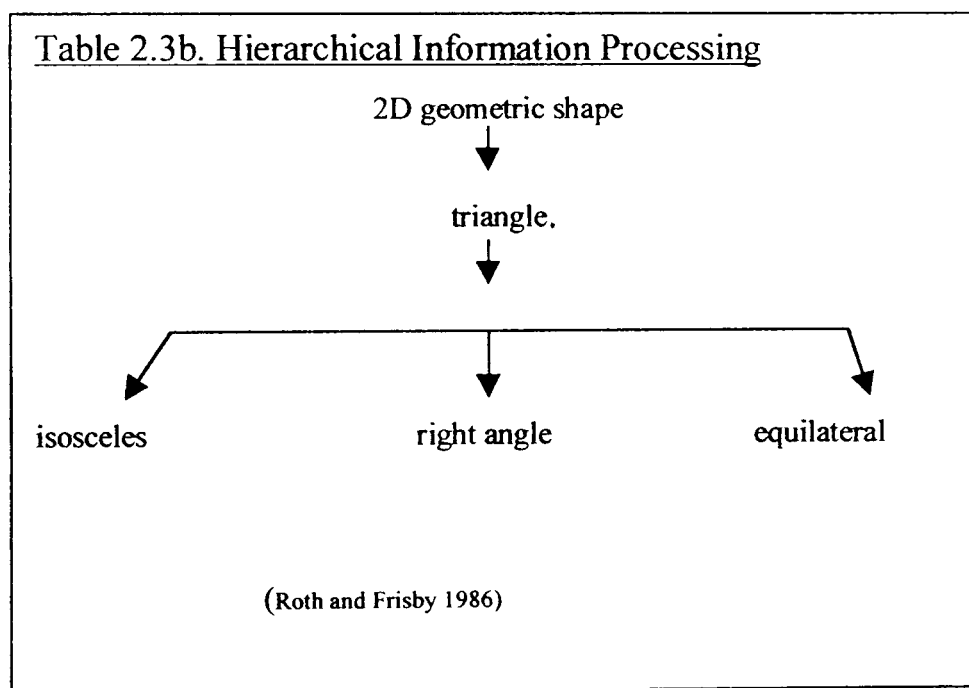 Table 2.3b. Hierarchical Information Processing
2D geometric shape
triangle.
isosceles right angle equilateral
(Roth and Frisby 1986)